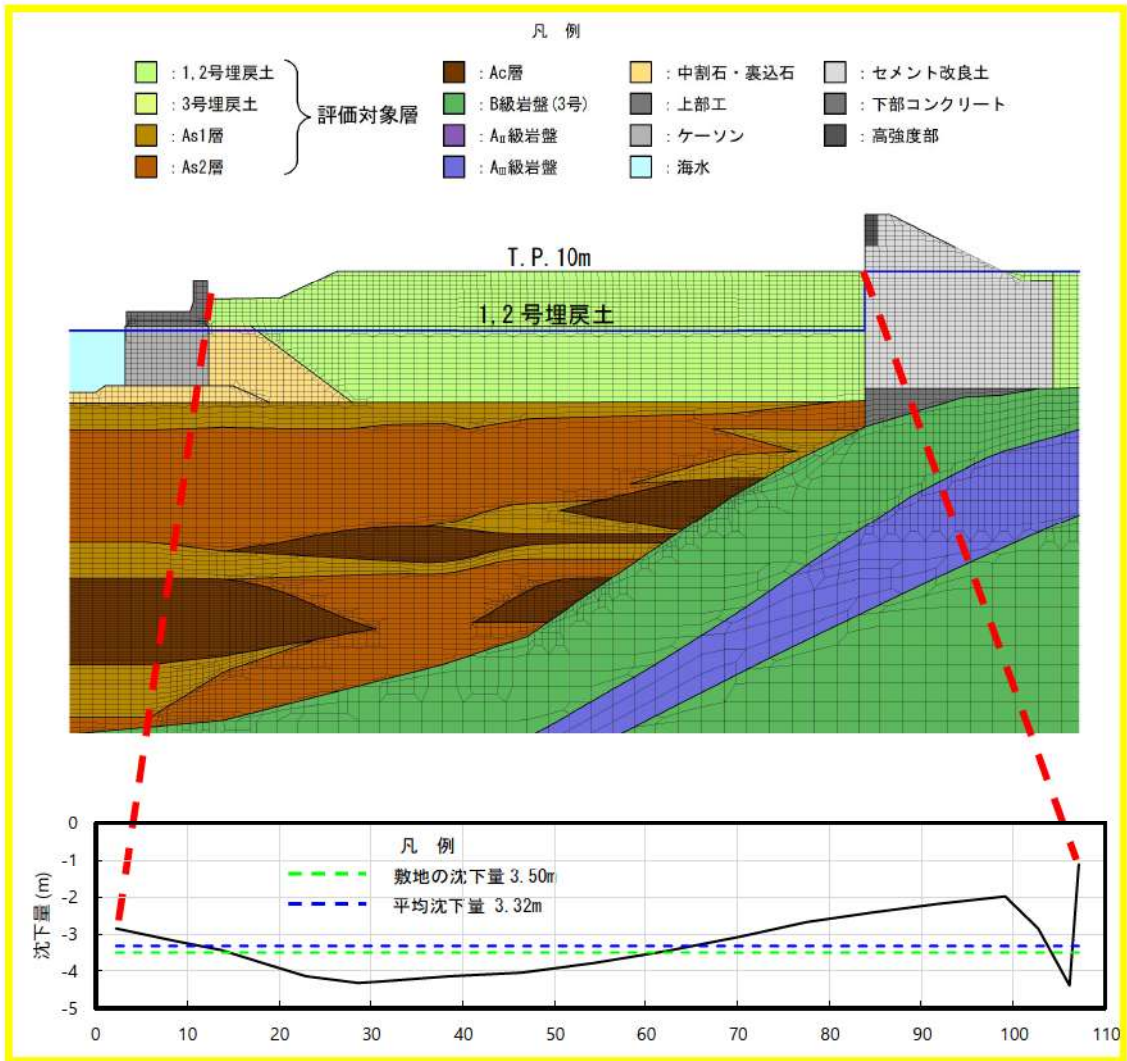 凡 例
: 1,2号埋戻土
: 3号埋戻土
: As1層
: As2層
評価対象層
: Ac層
: B級岩盤(3号)
: AⅡ級岩盤
: AⅢ級岩盤
: 中割石・裏込石
: 上部工
: ケーソン
: 海水
: セメント改良土
: 下部コンクリート
: 高強度部
T.P.10m
1,2号埋戻土
凡 例
敷地の沈下量 3.50m
平均沈下量 3.32m
沈下量(m)
0
-1
-2
-3
-4
-5
0 10 20 30 40 50 60 70 80 90 100 110